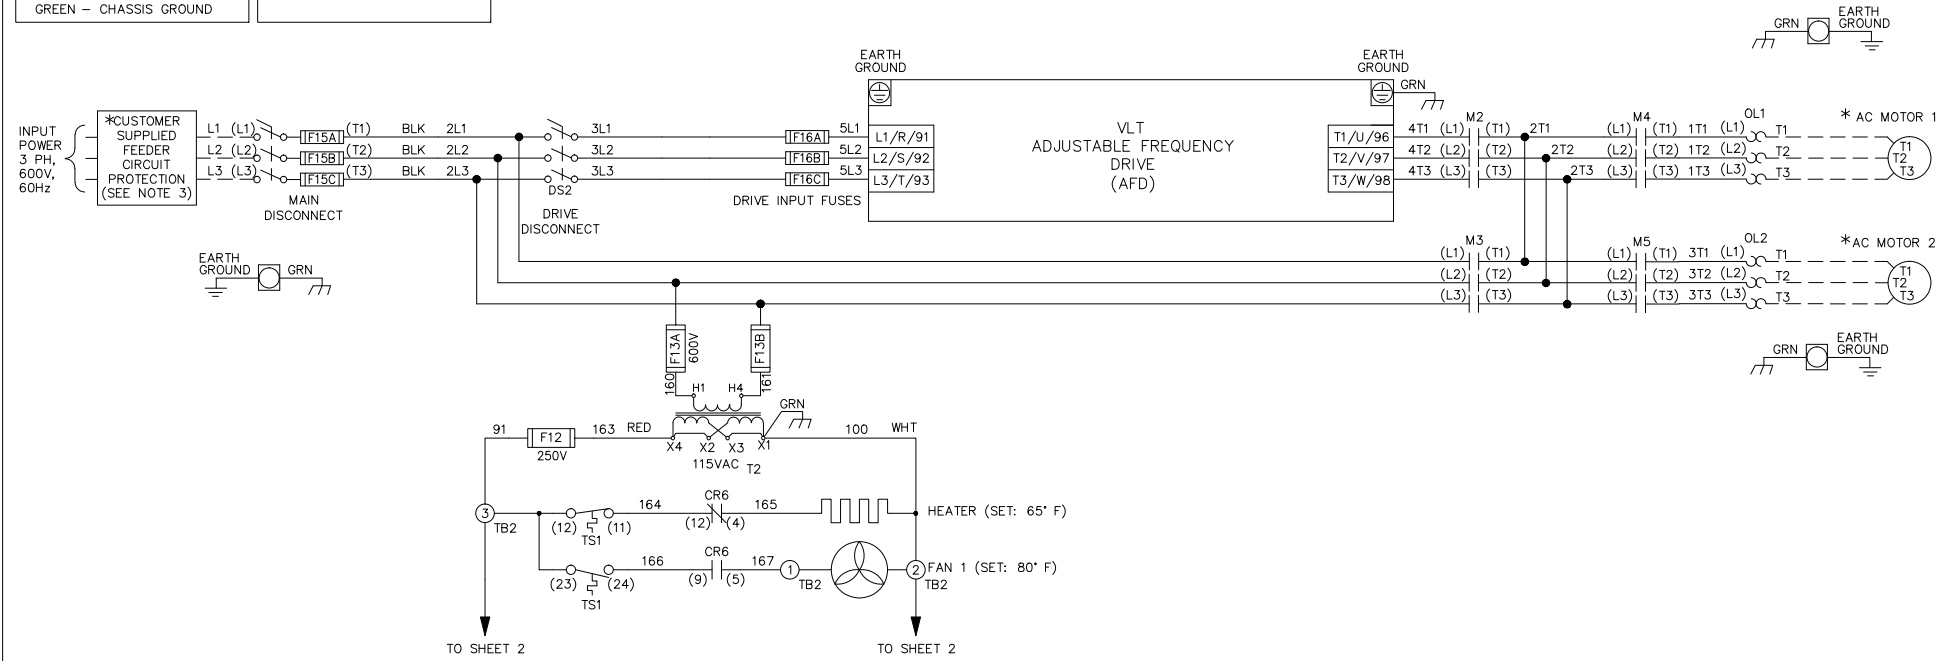 GREEN – CHASSIS GROUND
GRN
EARTH
GROUND
EARTH
GROUND
EARTH
GROUND
GRN
INPUT
POWER
3 PH,
600V,
60Hz
*CUSTOMER
SUPPLIED
FEEDER
CIRCUIT
PROTECTION
(SEE NOTE 3)
L1 (L1) F15A (T1) BLK 2L1 3L1 F16A 5L1 L1/R/91
L2 (L2) F15B (T2) BLK 2L2 3L2 F16B 5L2 L2/S/92
L3 (L3) F15C (T3) BLK 2L3 3L3 F16C 5L3 L3/T/93
MAIN
DISCONNECT
DS2
DRIVE
DISCONNECT
DRIVE INPUT FUSES
VLT
ADJUSTABLE FREQUENCY
DRIVE
(AFD)
M2 M4 OL1 * AC MOTOR 1
T1/U/96 4T1 (L1) (T1) 2T1 (L1) (T1) 1T1 (L1) T1
T2/V/97 4T2 (L2) (T2) 2T2 (L2) (T2) 1T2 (L2) T2
T3/W/98 4T3 (L3) (T3) 2T3 (L3) (T3) 1T3 (L3) T3
T1
T2
T3
M3 M5 OL2 *AC MOTOR 2
(L1) (T1) (L1) (T1) 3T1 (L1) T1
(L2) (T2) (L2) (T2) 3T2 (L2) T2
(L3) (T3) (L3) (T3) 3T3 (L3) T3
T1
T2
T3
EARTH
GROUND GRN
GRN
EARTH
GROUND
F13A
600V
F13B
160
161
H1 H4
GRN
91 F12 163 RED
250V
X4 X2 X3 X1
115VAC T2
100 WHT
3 TB2
(12) (11) 164 CR6 (12) (4) 165 HEATER (SET: 65° F)
TS1
(23) (24) 166 CR6 (9) (5) 167 1 TB2 2 FAN 1 (SET: 80° F)
TS1
TB2
TO SHEET 2
TO SHEET 2